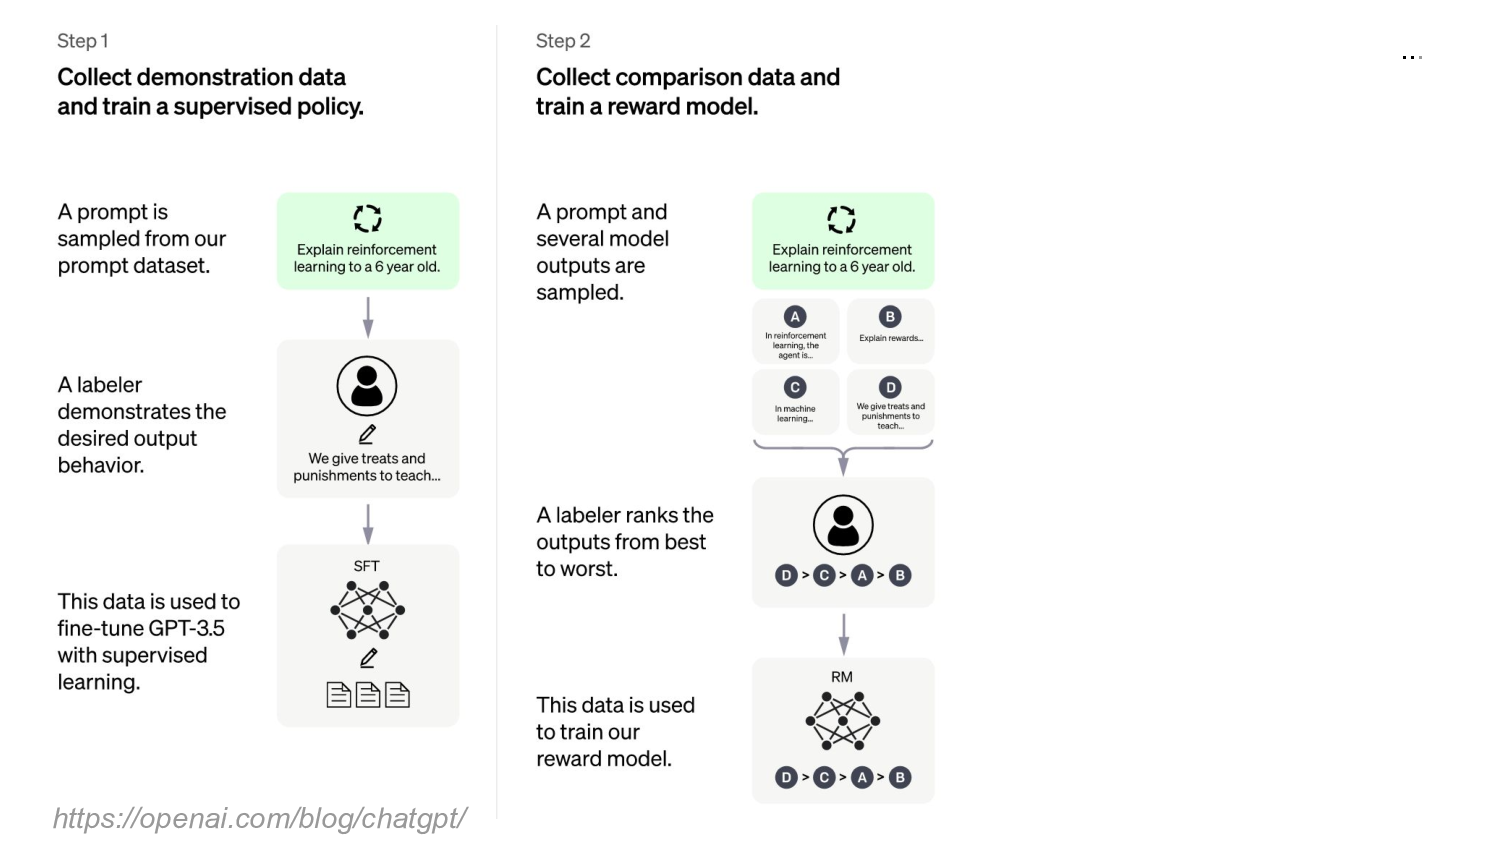 Step 1
Collect demonstration data
and train a supervised policy.
A prompt is
sampled from our
prompt dataset.
Explain reinforcement
learning to a 6 year old.
A labeler
demonstrates the
desired output
behavior.
We give treats and
punishments to teach...
This data is used to
fine-tune GPT-3.5
with supervised
learning.
SFT
https://openai.com/blog/chatgpt/
Step 2
Collect comparison data and
train a reward model.
A prompt and
several model
outputs are
sampled.
Explain reinforcement
learning to a 6 year old.
A
In reinforcement
learning, the
agent is...
B
Explain rewards...
C
In machine
learning...
D
We give treats and
punishments to
teach...
A labeler ranks the
outputs from best
to worst.
D > C > A > B
This data is used
to train our
reward model.
RM
D > C > A > B
...